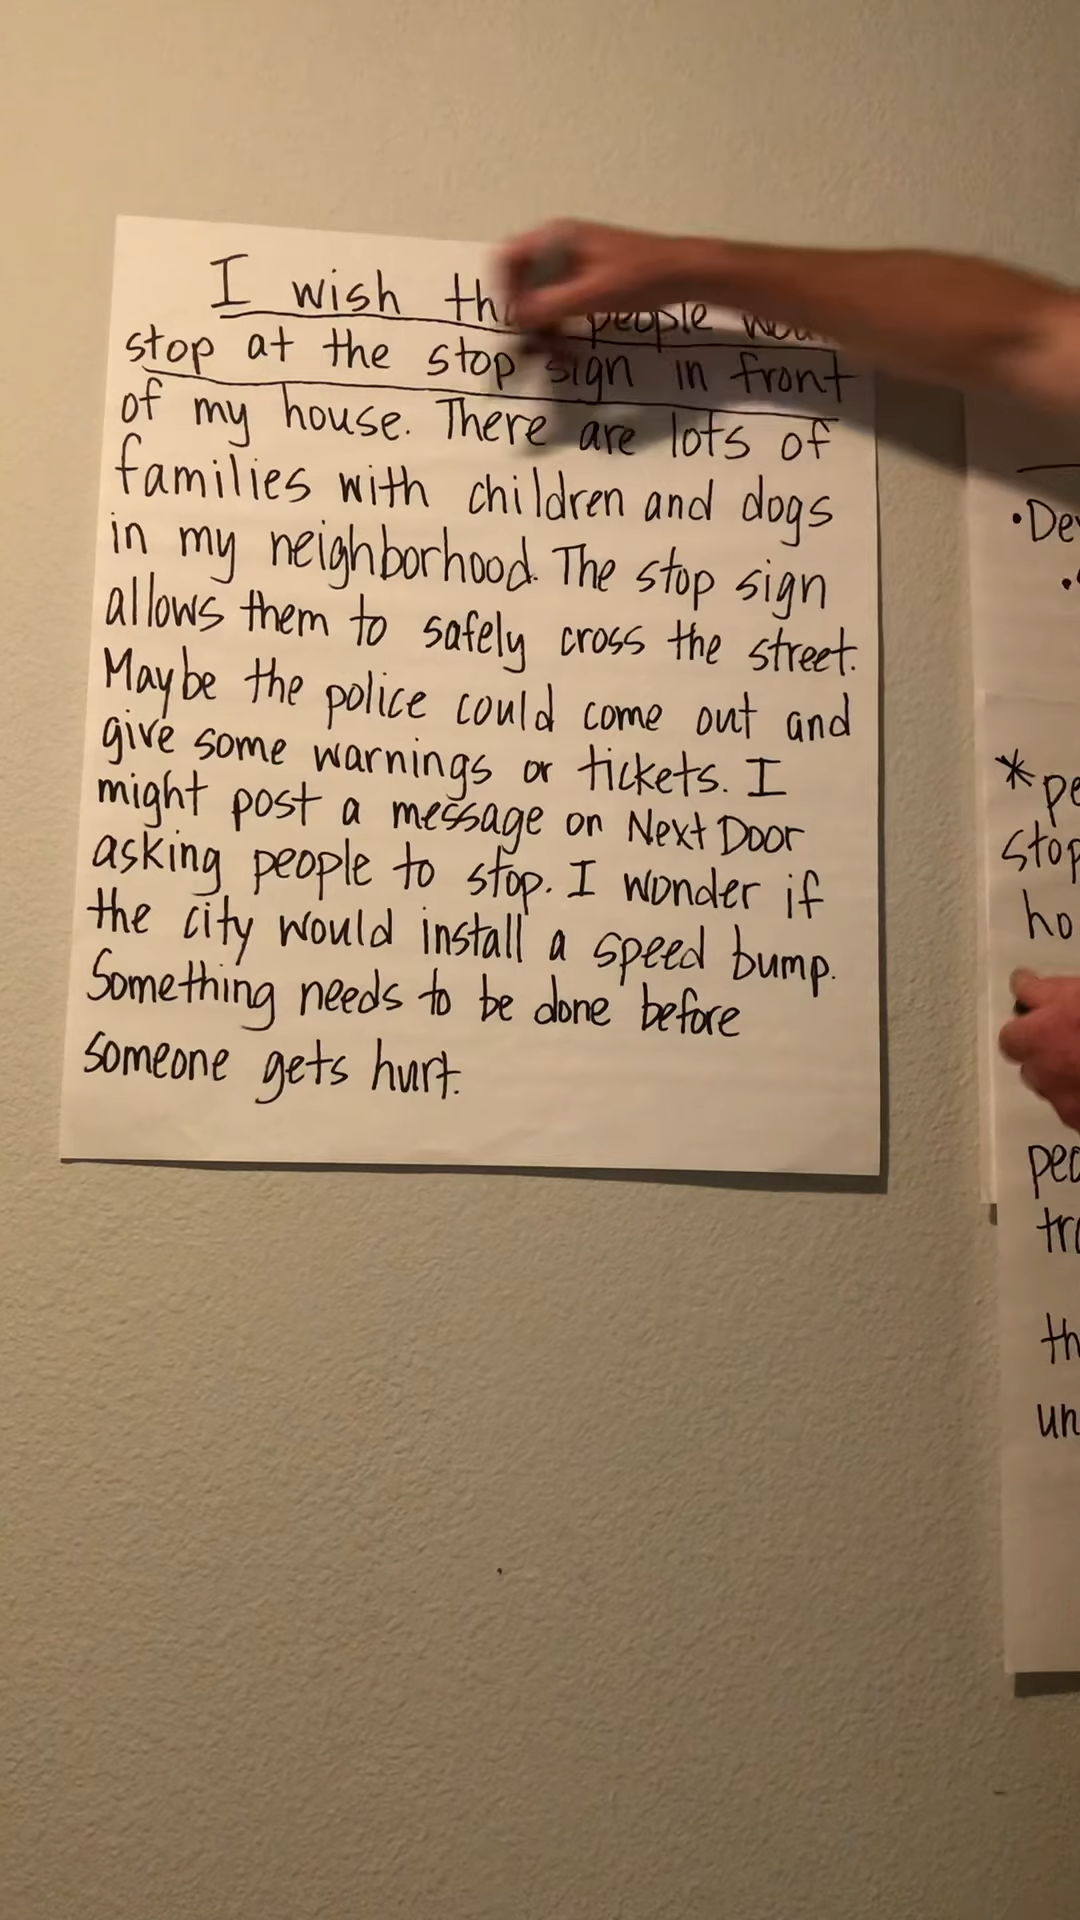 I wish people
stop at the stop sign in front
of my house. There are lots of
families with children and dogs
in my neighborhood. The stop sign
allows them to safely cross the street.
Maybe the police could come out and
give some warnings or tickets. I
might post a message on Next Door
asking people to stop. I wonder if
the city would install a speed bump.
Something needs to be done before
someone gets hurt.